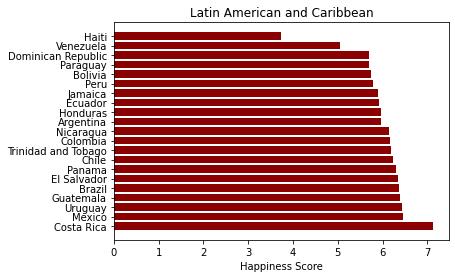 Latin American and Caribbean
Haiti
Venezuela
Dominican Republic
Paraguay
Bolivia
Peru
Jamaica
Ecuador
Honduras
Argentina
Nicaragua
Colombia
Trinidad and Tobago
Chile
Panama
El Salvador
Brazil
Guatemala
Uruguay
Mexico
Costa Rica
0 1 2 3 4 5 6 7
Happiness Score